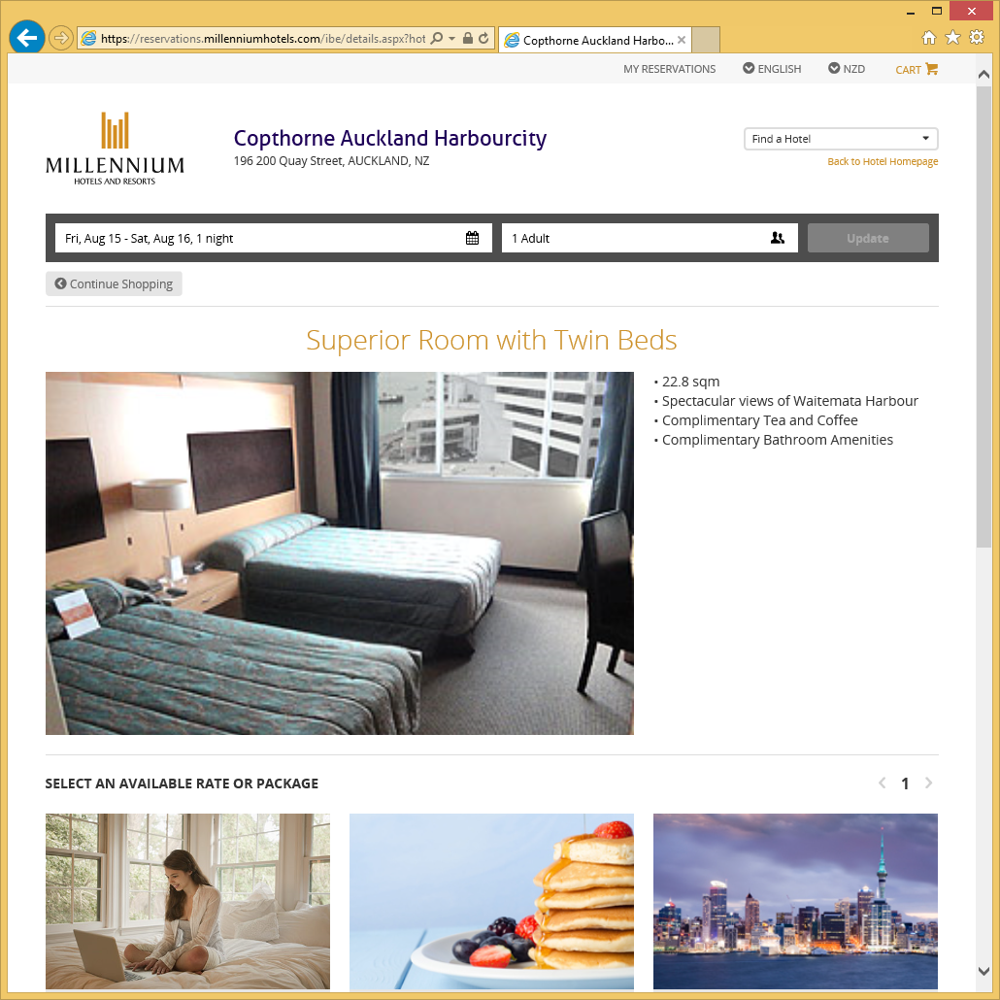 https://reservations.millenniumhotels.com/ibe/details.aspx?hot
Copthorne Auckland Harbo...
MY RESERVATIONS
ENGLISH
NZD
CART
MILLENNIUM
HOTELS AND RESORTS
Copthorne Auckland Harbourcity
196 200 Quay Street, AUCKLAND, NZ
Find a Hotel
Back to Hotel Homepage
Fri, Aug 15 - Sat, Aug 16, 1 night
1 Adult
Update
Continue Shopping
Superior Room with Twin Beds
• 22.8 sqm
• Spectacular views of Waitemata Harbour
• Complimentary Tea and Coffee
• Complimentary Bathroom Amenities
SELECT AN AVAILABLE RATE OR PACKAGE
1